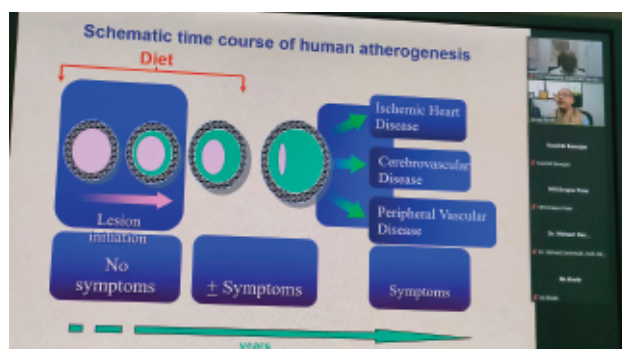 Schematic time course of human atherogenesis
Diet
Ischemic Heart
Disease
Cerebrovascular
Disease
Peripheral Vascular
Disease
Lesion
initiation
No
symptoms
± Symptoms
Symptoms
years